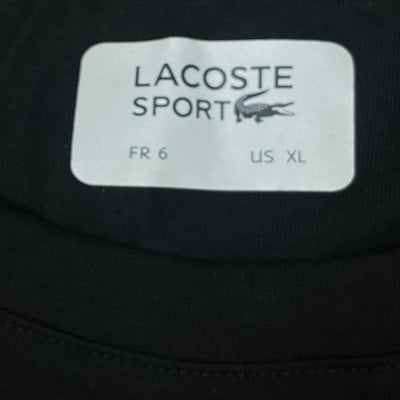 LACOSTE
SPORT
FR 6 US XL